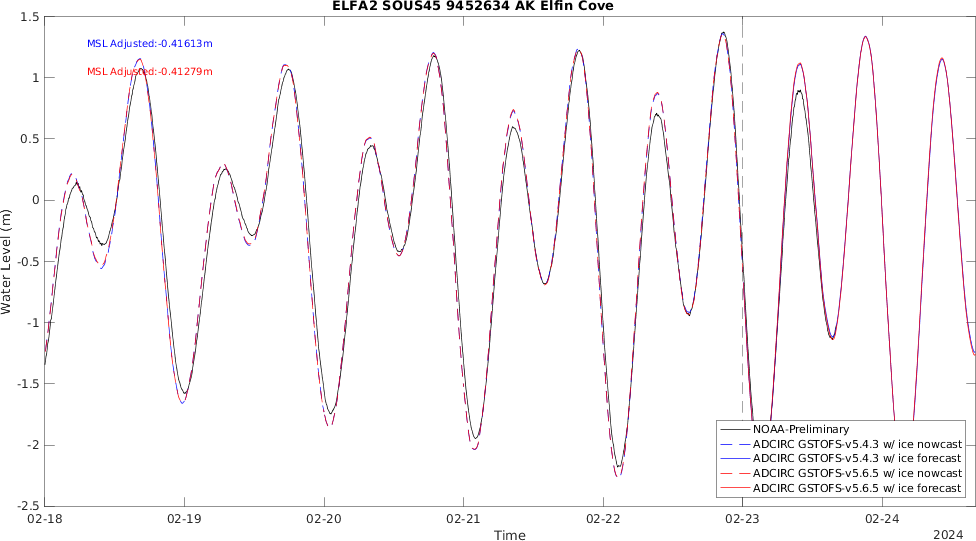 ELFA2 SOUS45 9452634 AK Elfin Cove
MSL Adjusted:-0.41613m
MSL Adjusted:-0.41279m
1.5
1
0.5
0
-0.5
-1
-1.5
-2
-2.5
Water Level (m)
NOAA-Preliminary
ADCIRC GSTOFS-v5.4.3 w/ ice nowcast
ADCIRC GSTOFS-v5.4.3 w/ ice forecast
ADCIRC GSTOFS-v5.6.5 w/ ice nowcast
ADCIRC GSTOFS-v5.6.5 w/ ice forecast
02-18 02-19 02-20 02-21 02-22 02-23 02-24
Time
2024